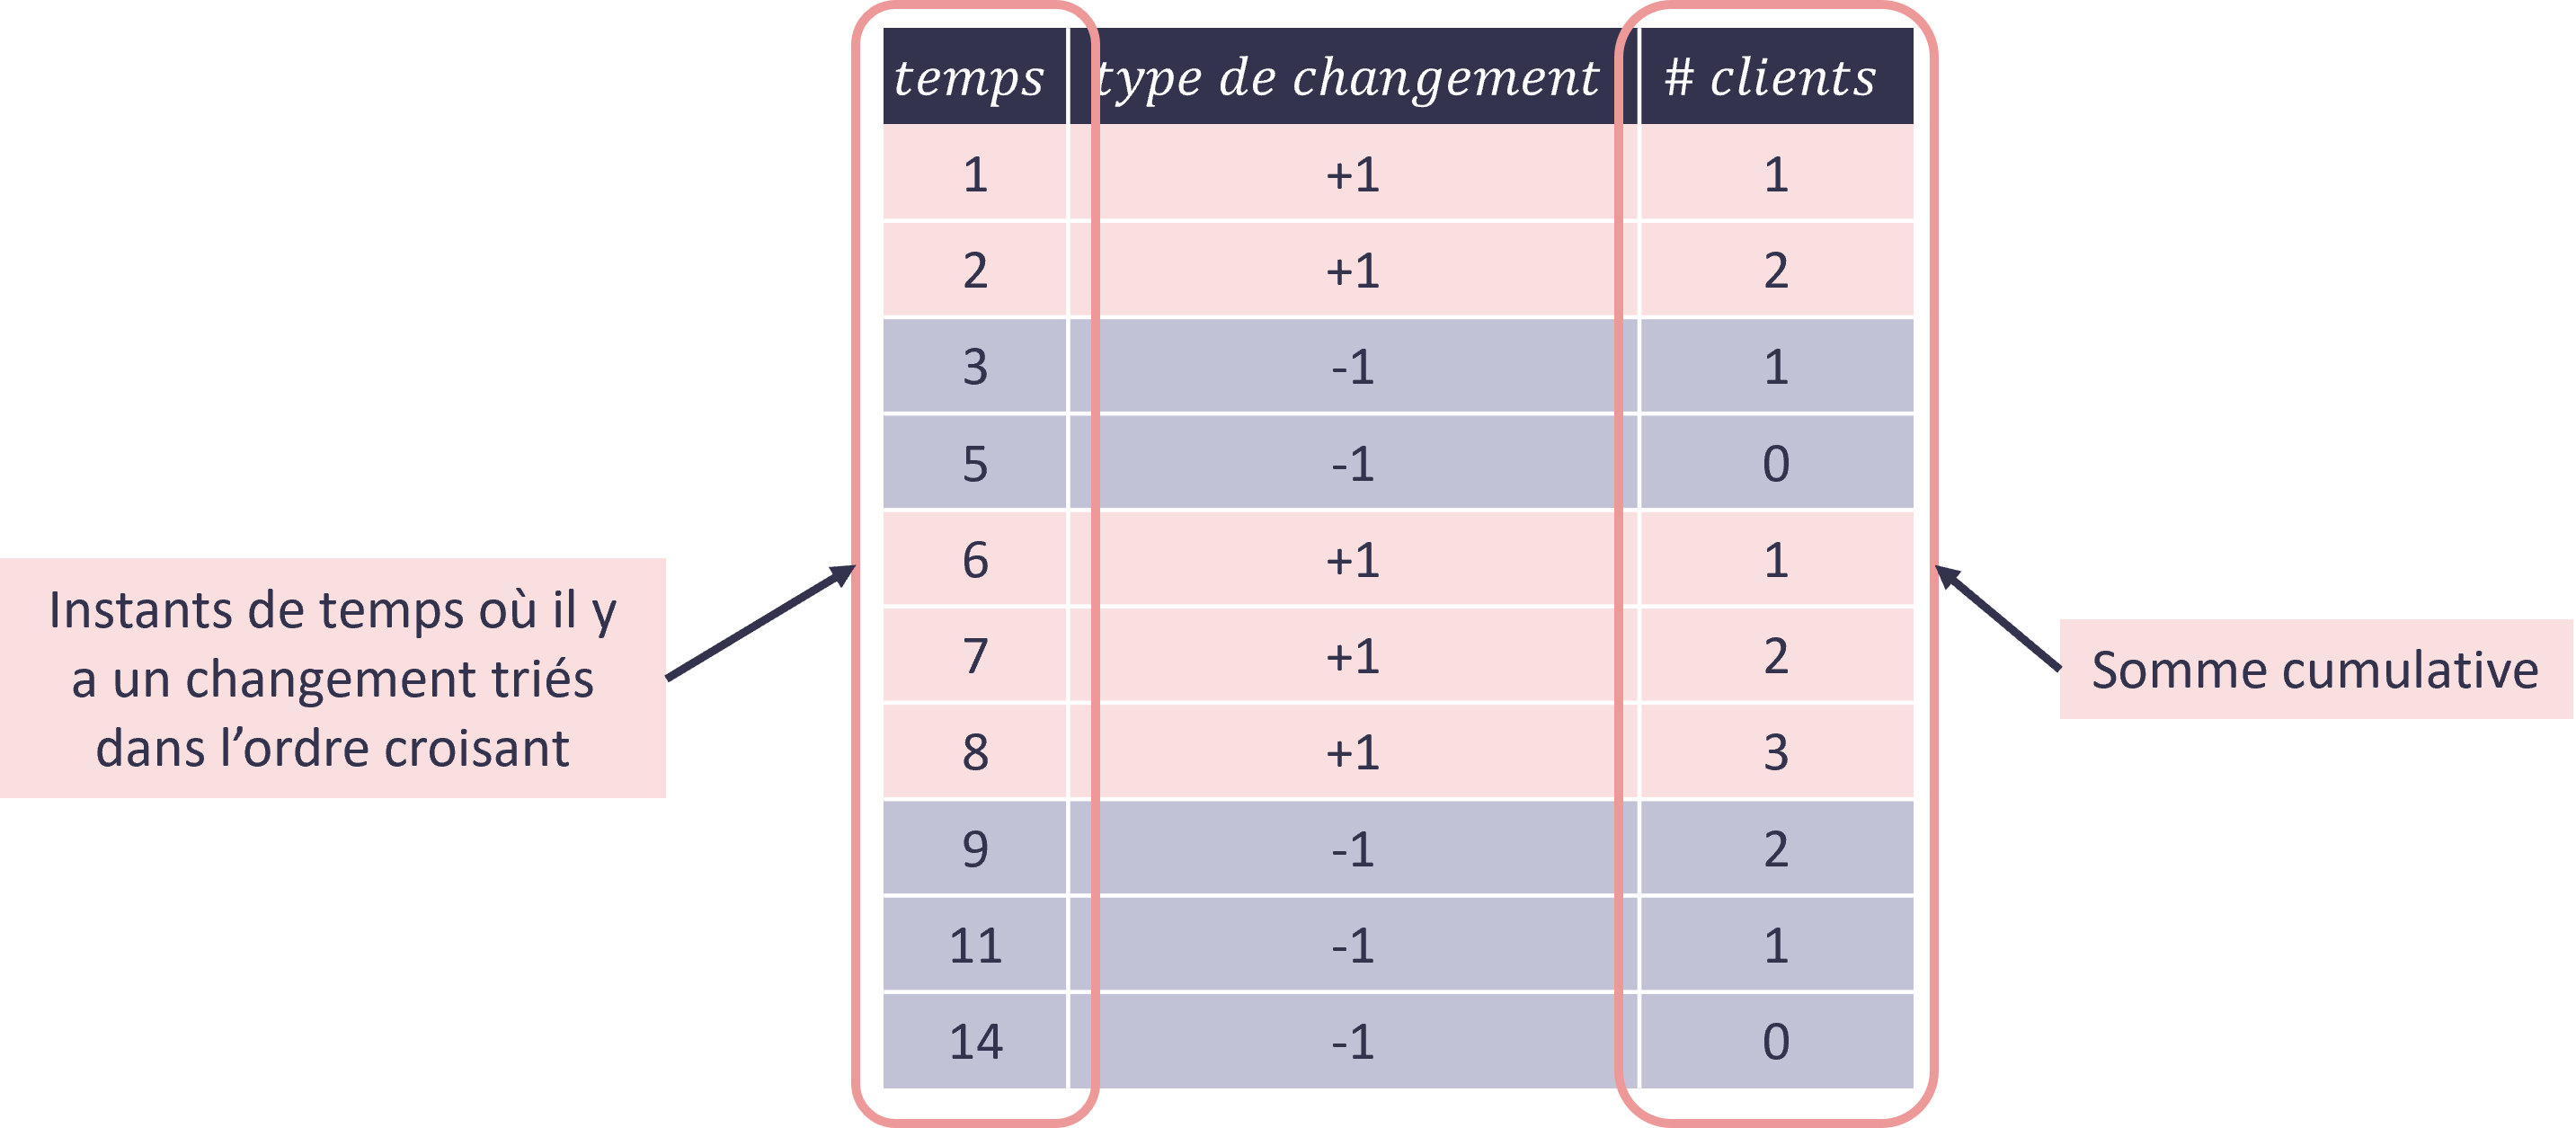 temps type de changement # clients
1 +1 1
2 +1 2
3 -1 1
5 -1 0
6 +1 1
7 +1 2
8 +1 3
9 -1 2
11 -1 1
14 -1 0
Instants de temps où il y
a un changement triés
dans l’ordre croisant
Somme cumulative